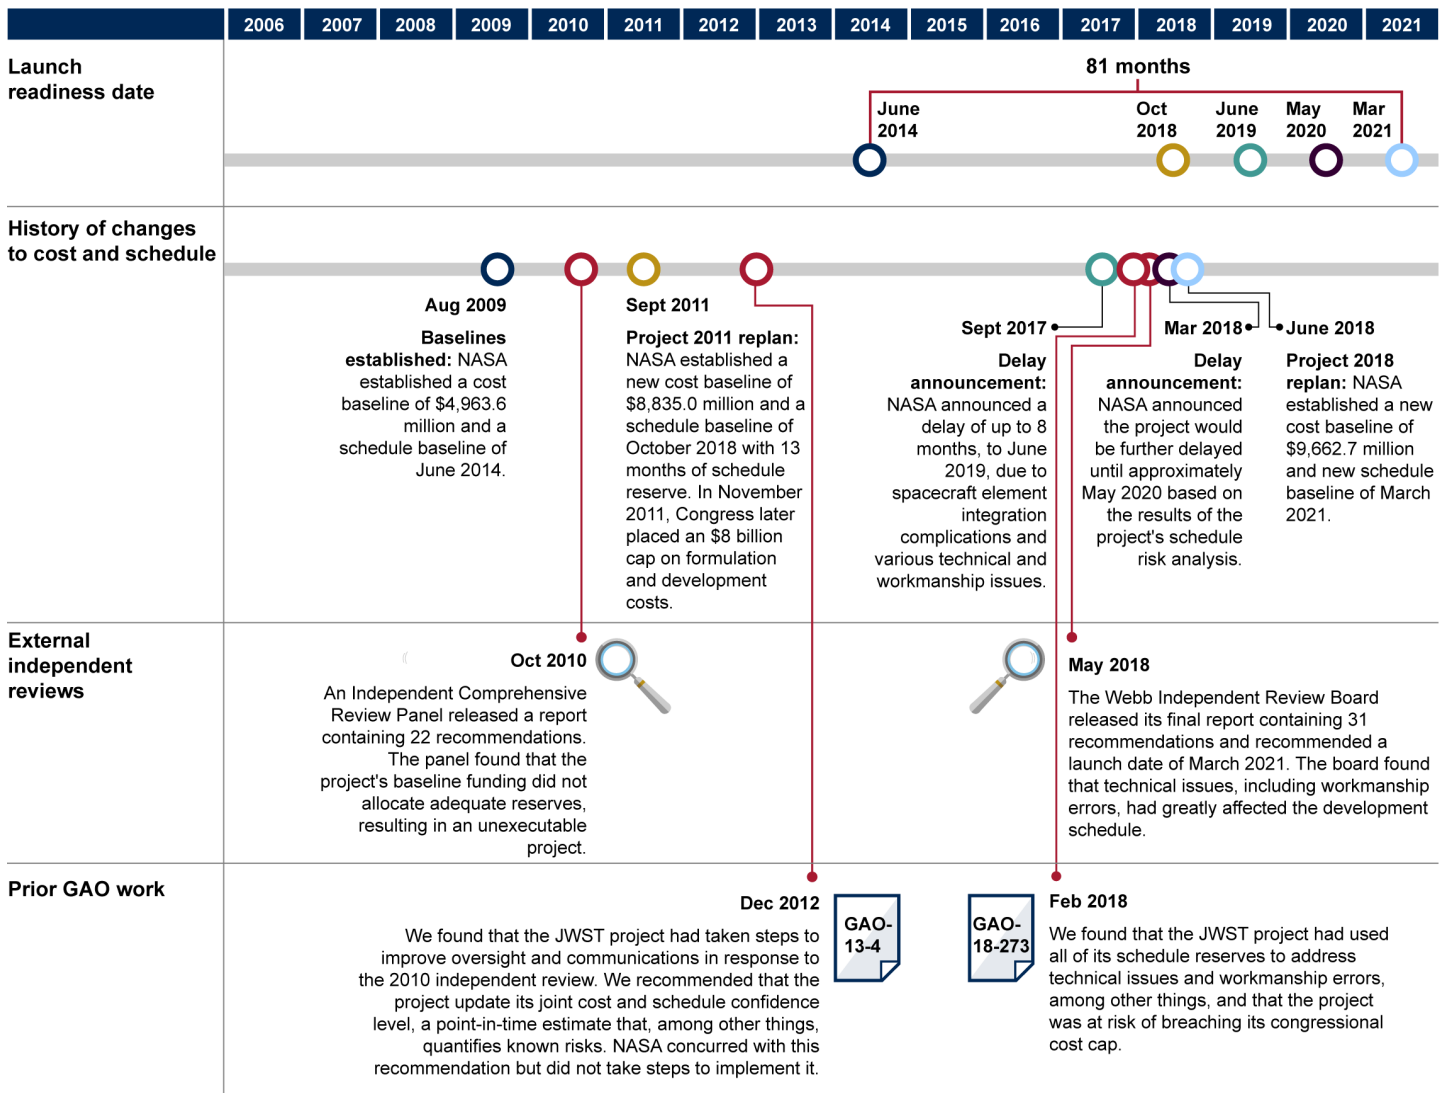 2006 2007 2008 2009 2010 2011 2012 2013 2014 2015 2016 2017 2018 2019 2020 2021
Launch
readiness date
81 months
June
2014
Oct
2018
June
2019
May
2020
Mar
2021
History of changes
to cost and schedule
Aug 2009
Baselines
established: NASA
established a cost
baseline of $4,963.6
million and a
schedule baseline of
June 2014.
Sept 2011
Project 2011 replan:
NASA established a
new cost baseline of
$8,835.0 million and a
schedule baseline of
October 2018 with 13
months of schedule
reserve. In November
2011, Congress later
placed an $8 billion
cap on formulation
and development
costs.
Sept 2017
Delay
announcement:
NASA announced a
delay of up to 8
months, to June
2019, due to
spacecraft element
integration
complications and
various technical and
workmanship issues.
Mar 2018
Delay
announcement:
NASA announced
the project would
be further delayed
until approximately
May 2020 based on
the results of the
project's schedule
risk analysis.
June 2018
Project 2018
replan: NASA
established a new
cost baseline of
$9,662.7 million
and new schedule
baseline of March
2021.
External
independent
reviews
Oct 2010
An Independent Comprehensive
Review Panel released a report
containing 22 recommendations.
The panel found that the
project's baseline funding did not
allocate adequate reserves,
resulting in an unexecutable
project.
May 2018
The Webb Independent Review Board
released its final report containing 31
recommendations and recommended a
launch date of March 2021. The board found
that technical issues, including workmanship
errors, had greatly affected the development
schedule.
Prior GAO work
Dec 2012
We found that the JWST project had taken steps to
improve oversight and communications in response to
the 2010 independent review. We recommended that the
project update its joint cost and schedule confidence
level, a point-in-time estimate that, among other things,
quantifies known risks. NASA concurred with this
recommendation but did not take steps to implement it.
GAO-
13-4
GAO-
18-273
Feb 2018
We found that the JWST project had used
all of its schedule reserves to address
technical issues and workmanship errors,
among other things, and that the project
was at risk of breaching its congressional
cost cap.